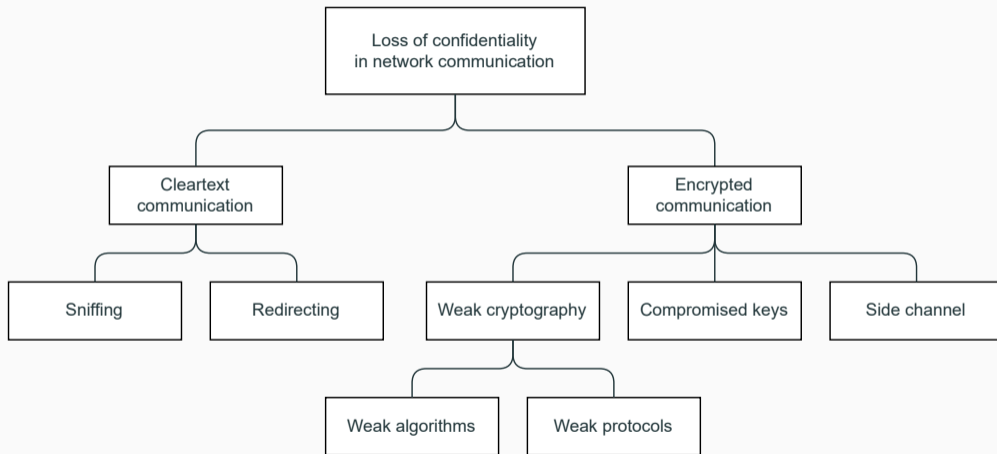 Loss of confidentiality
in network communication
Cleartext
communication
Encrypted
communication
Sniffing
Redirecting
Weak cryptography
Compromised keys
Side channel
Weak algorithms
Weak protocols